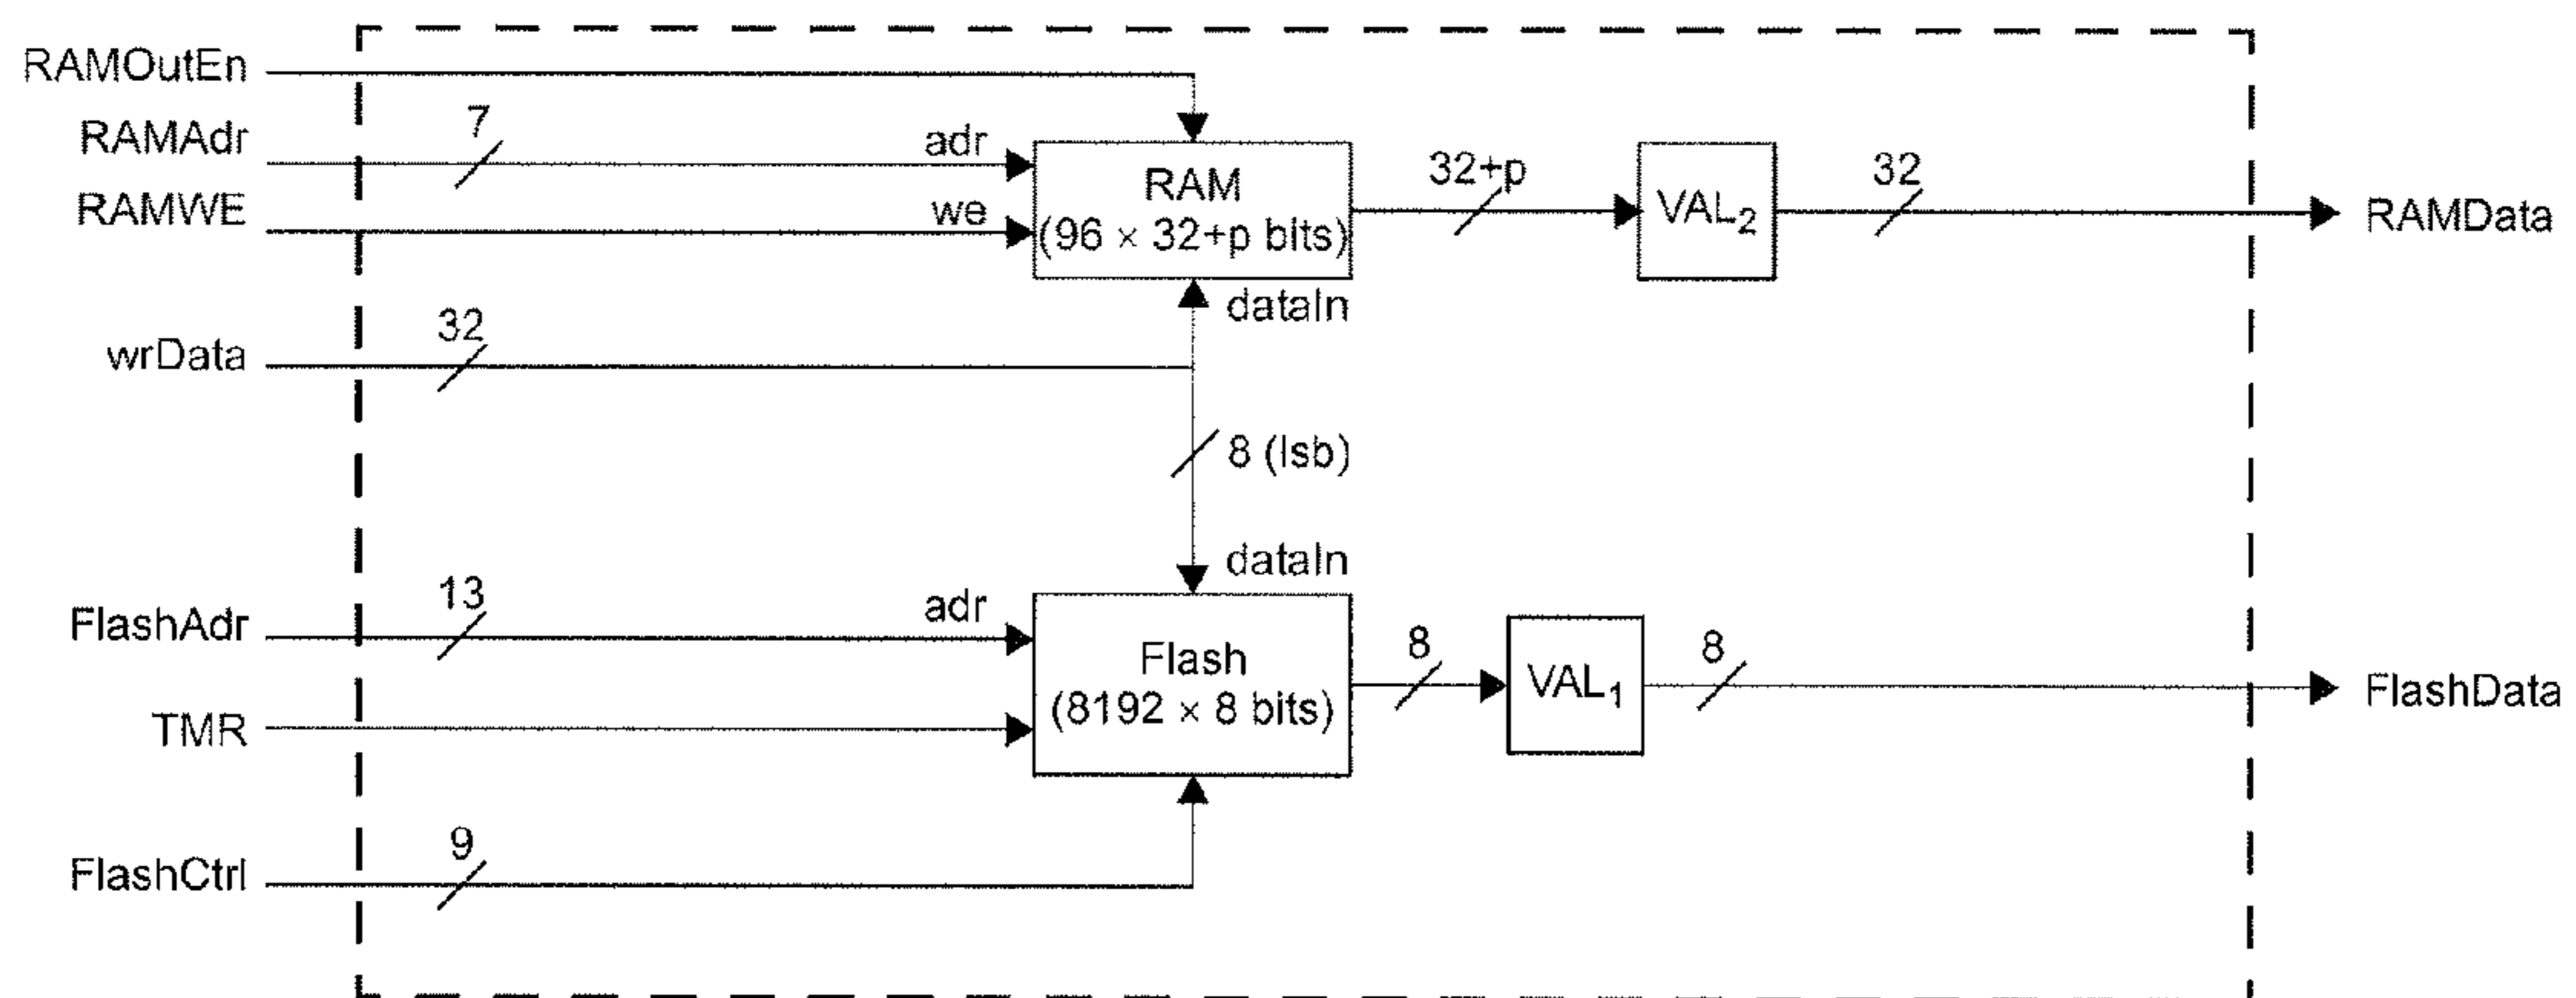 RAMOutEn
RAMAdr
7
adr
RAMWE
we
RAM
(96 × 32+p bits)
32+p
VAL2
32
RAMData
dataIn
wrData
32
8 (lsb)
dataIn
FlashAdr
13
adr
Flash
(8192 × 8 bits)
8
VAL1
8
FlashData
TMR
FlashCtrl
9